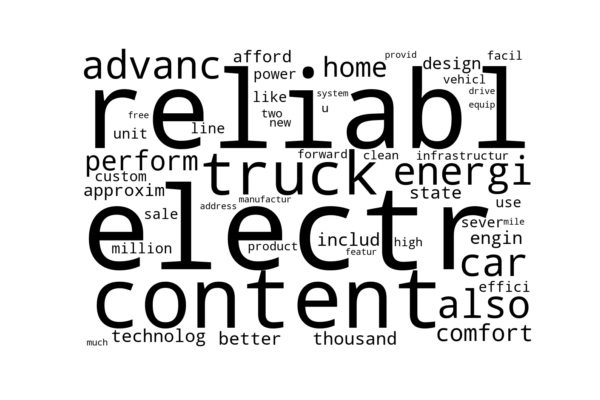 provid
afford
facil
advanc
power
home
design
vehicl
reliabl
like
system
drive
equip
free
two
u
new
unit
line
perform
forward
clean
infrastructur
truck
energi
custom
approxim
state
manufactur
address
sale
use
electr
sever
mile
million
product
includ
high
engin
featur
car
content
effici
also
technolog
better
thousand
comfort
much